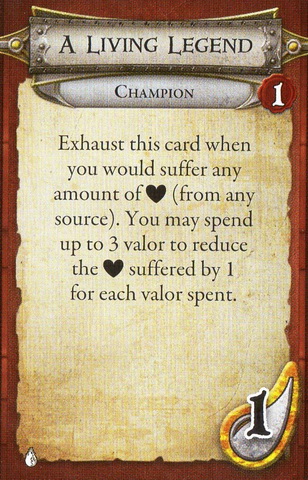 A Living Legend
Champion
1
Exhaust this card when
you would suffer any
amount of ♥ (from any
source). You may spend
up to 3 valor to reduce
the ♥ suffered by 1
for each valor spent.
1